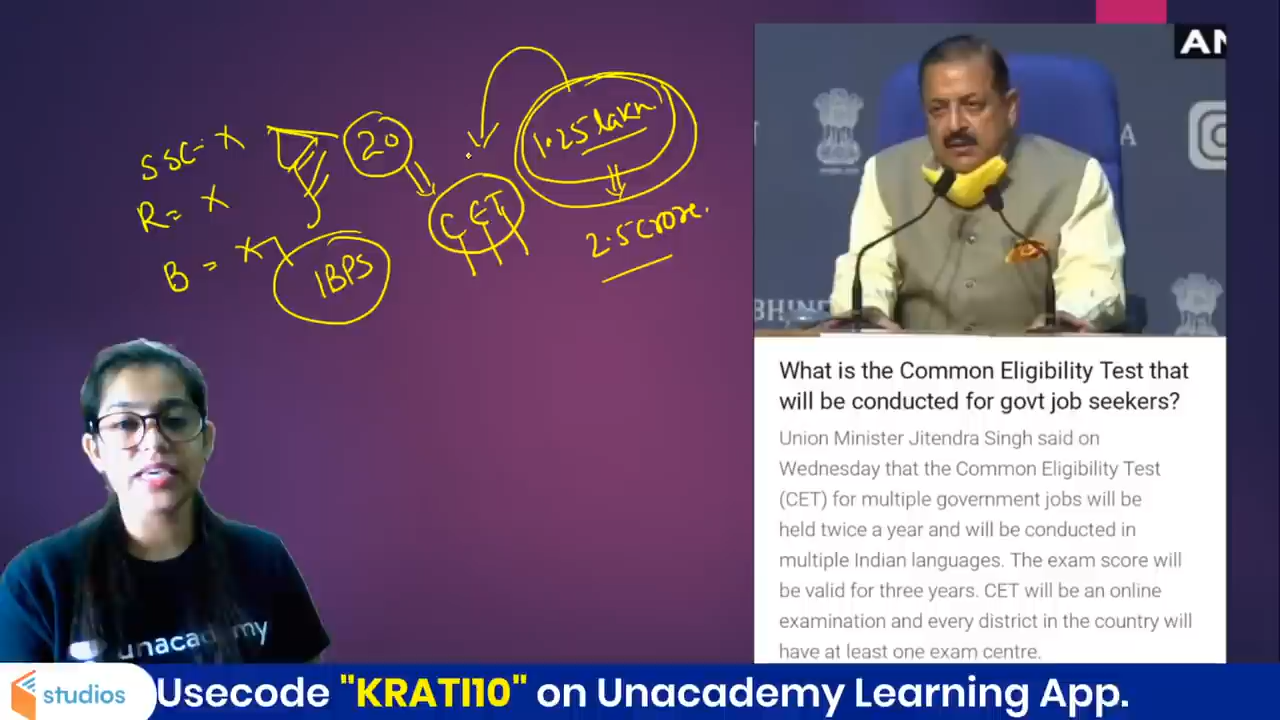 AN
SSC = X
20
1.25 lakh
R = X
CET
B = X
IBPS
2.5 crore.
A
BHIN
What is the Common Eligibility Test that
will be conducted for govt job seekers?
Union Minister Jitendra Singh said on
Wednesday that the Common Eligibility Test
(CET) for multiple government jobs will be
held twice a year and will be conducted in
multiple Indian languages. The exam score will
be valid for three years. CET will be an online
examination and every district in the country will
have at least one exam centre.
unacademy
studios
Usecode "KRATI10" on Unacademy Learning App.